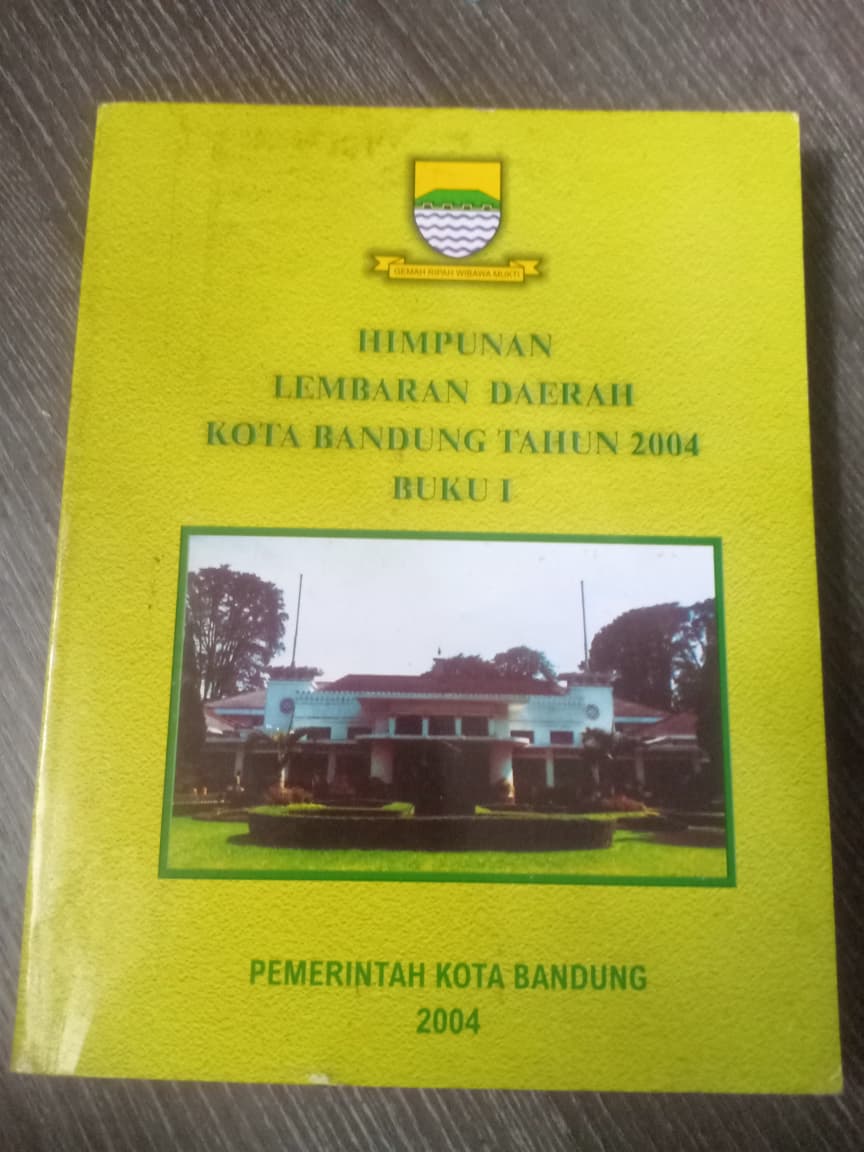 GEMAH RIPAH WIBAWA MUKTI
HIMPUNAN
LEMBARAN DAERAH
KOTA BANDUNG TAHUN 2004
BUKU I
PEMERINTAH KOTA BANDUNG
2004